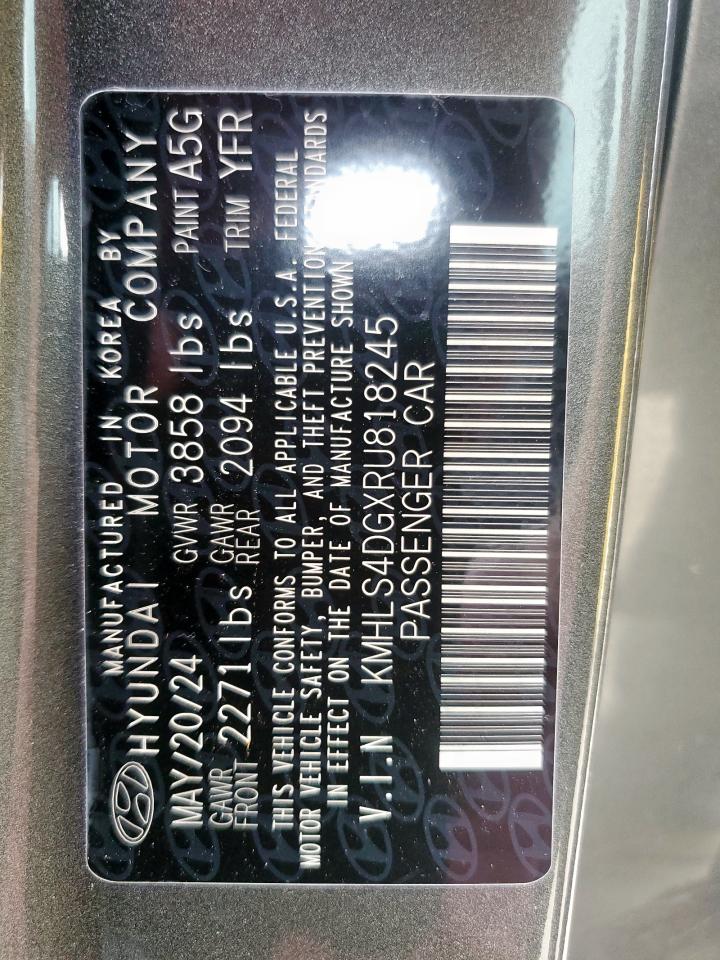 MANUFACTURED IN KOREA BY
HYUNDAI MOTOR COMPANY
MAY/20/24 GVWR 3858 lbs PAINT A5G
GAWR FRONT 2271 lbs GAWR REAR 2094 lbs TRIM YFR
THIS VEHICLE CONFORMS TO ALL APPLICABLE U.S.A. FEDERAL
MOTOR VEHICLE SAFETY, BUMPER, AND THEFT PREVENTION STANDARDS
IN EFFECT ON THE DATE OF MANUFACTURE SHOWN
V.I.N KMHLS4DGXRU818245
PASSENGER CAR